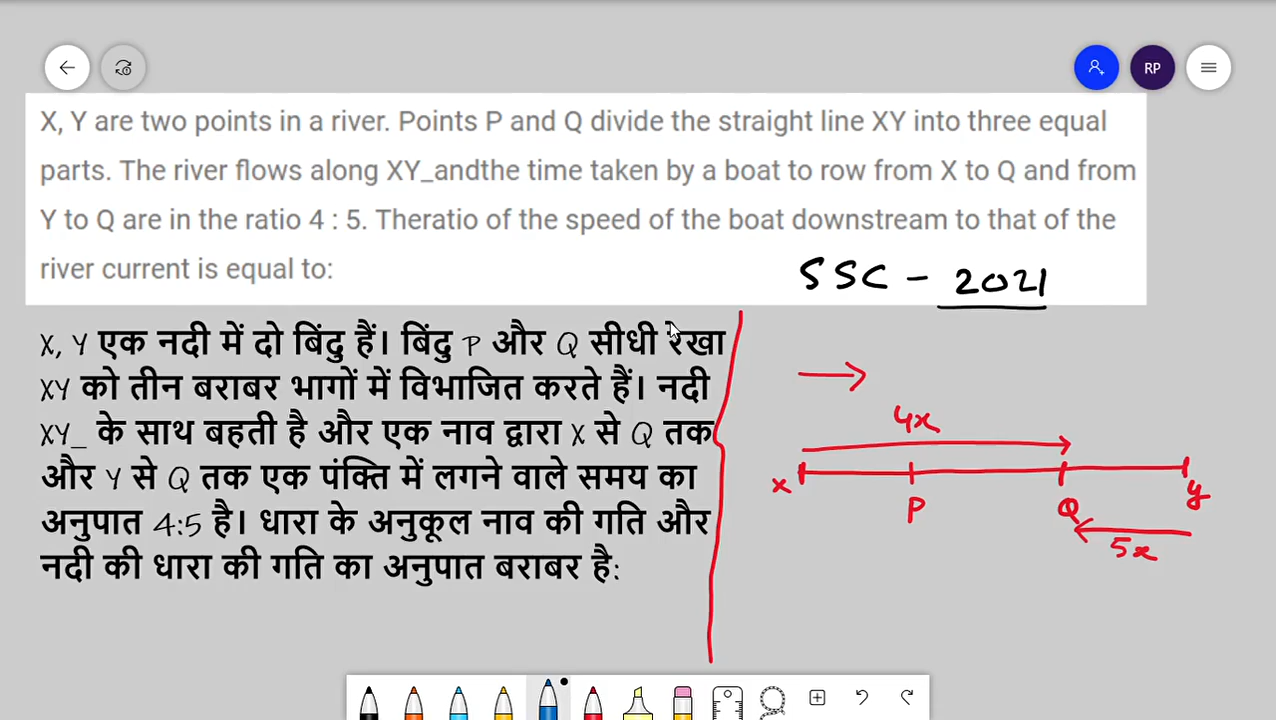 RP
X, Y are two points in a river. Points P and Q divide the straight line XY into three equal
parts. The river flows along XY_andthe time taken by a boat to row from X to Q and from
Y to Q are in the ratio 4 : 5. Theratio of the speed of the boat downstream to that of the
river current is equal to:
SSC - 2021
X, Y एक नदी में दो बिंदु हैं। बिंदु P और Q सीधी रेखा
XY को तीन बराबर भागों में विभाजित करते हैं। नदी
XY_ के साथ बहती है और एक नाव द्वारा X से Q तक
और Y से Q तक एक पंक्ति में लगने वाले समय का
अनुपात 4:5 है। धारा के अनुकूल नाव की गति और
नदी की धारा की गति का अनुपात बराबर है:
4x
x P Q y
5x